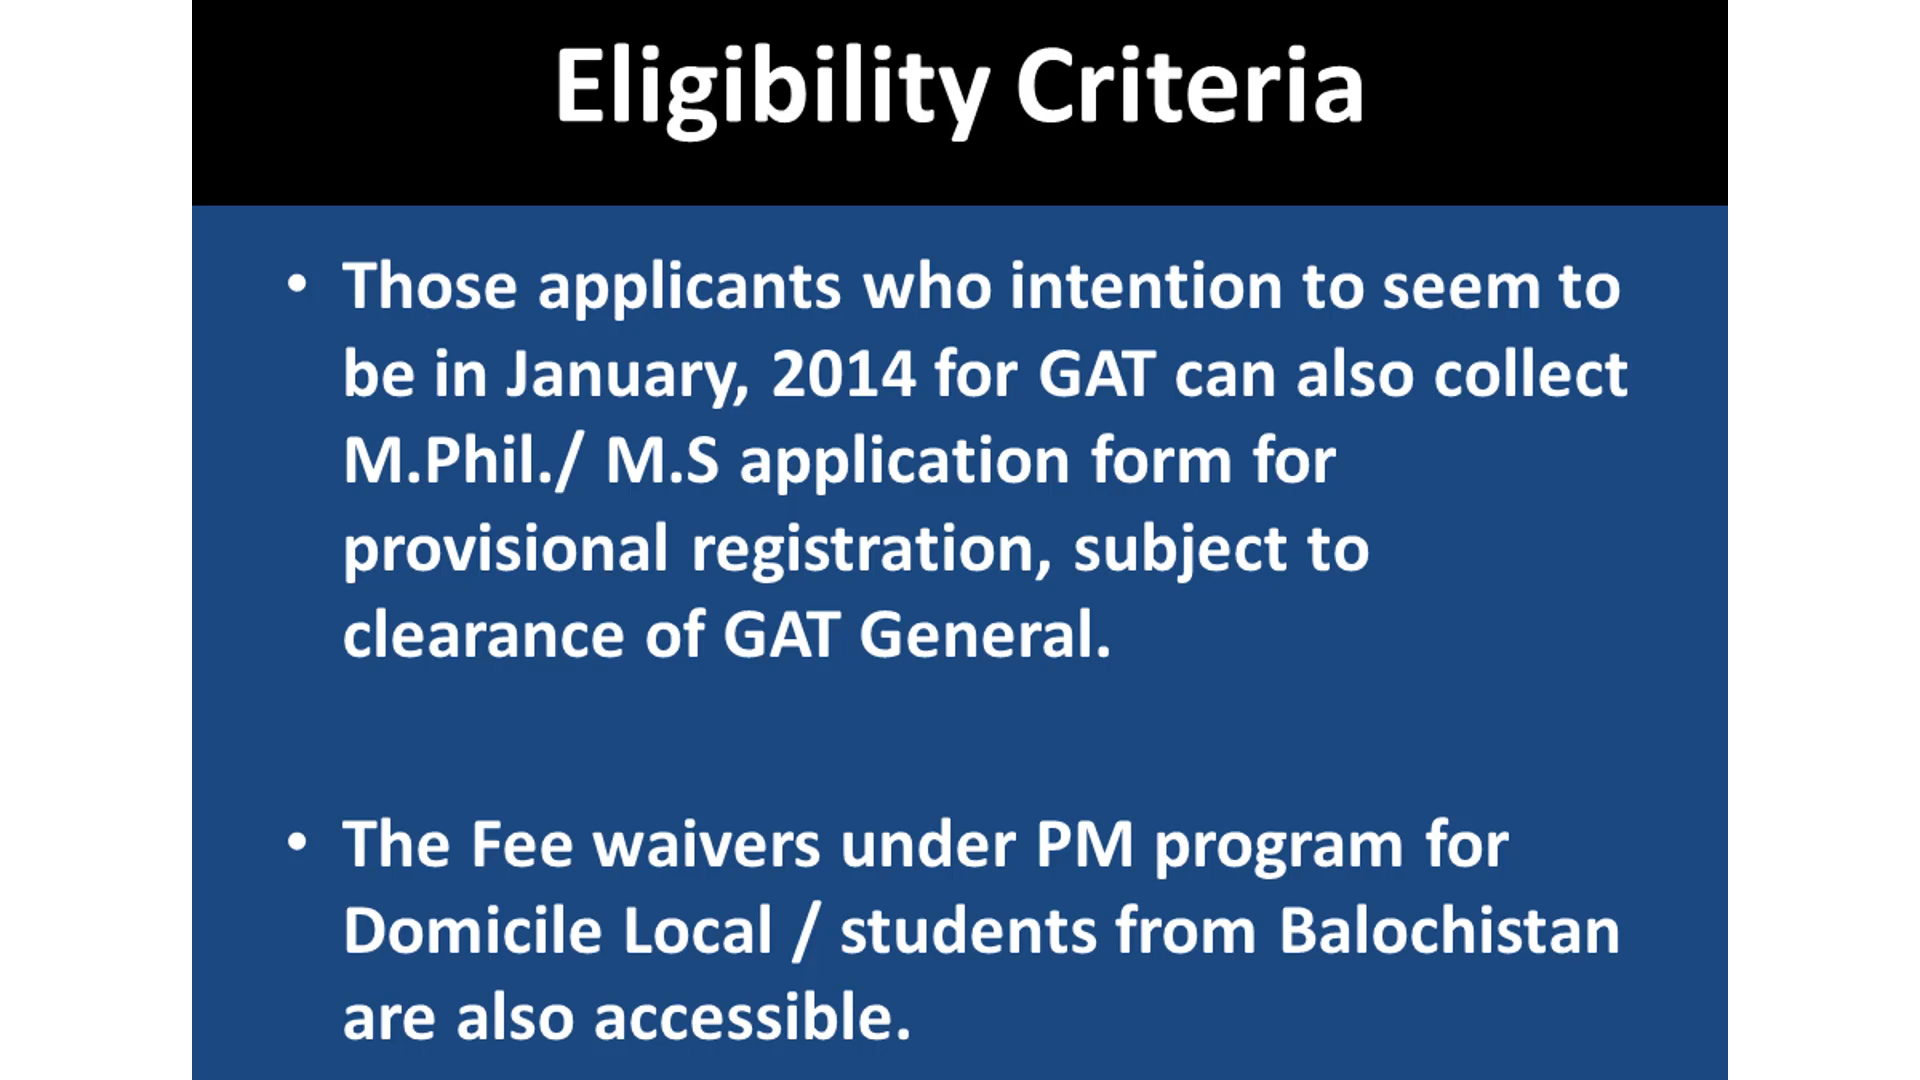 Eligibility Criteria
• Those applicants who intention to seem to
be in January, 2014 for GAT can also collect
M.Phil./ M.S application form for
provisional registration, subject to
clearance of GAT General.
• The Fee waivers under PM program for
Domicile Local / students from Balochistan
are also accessible.